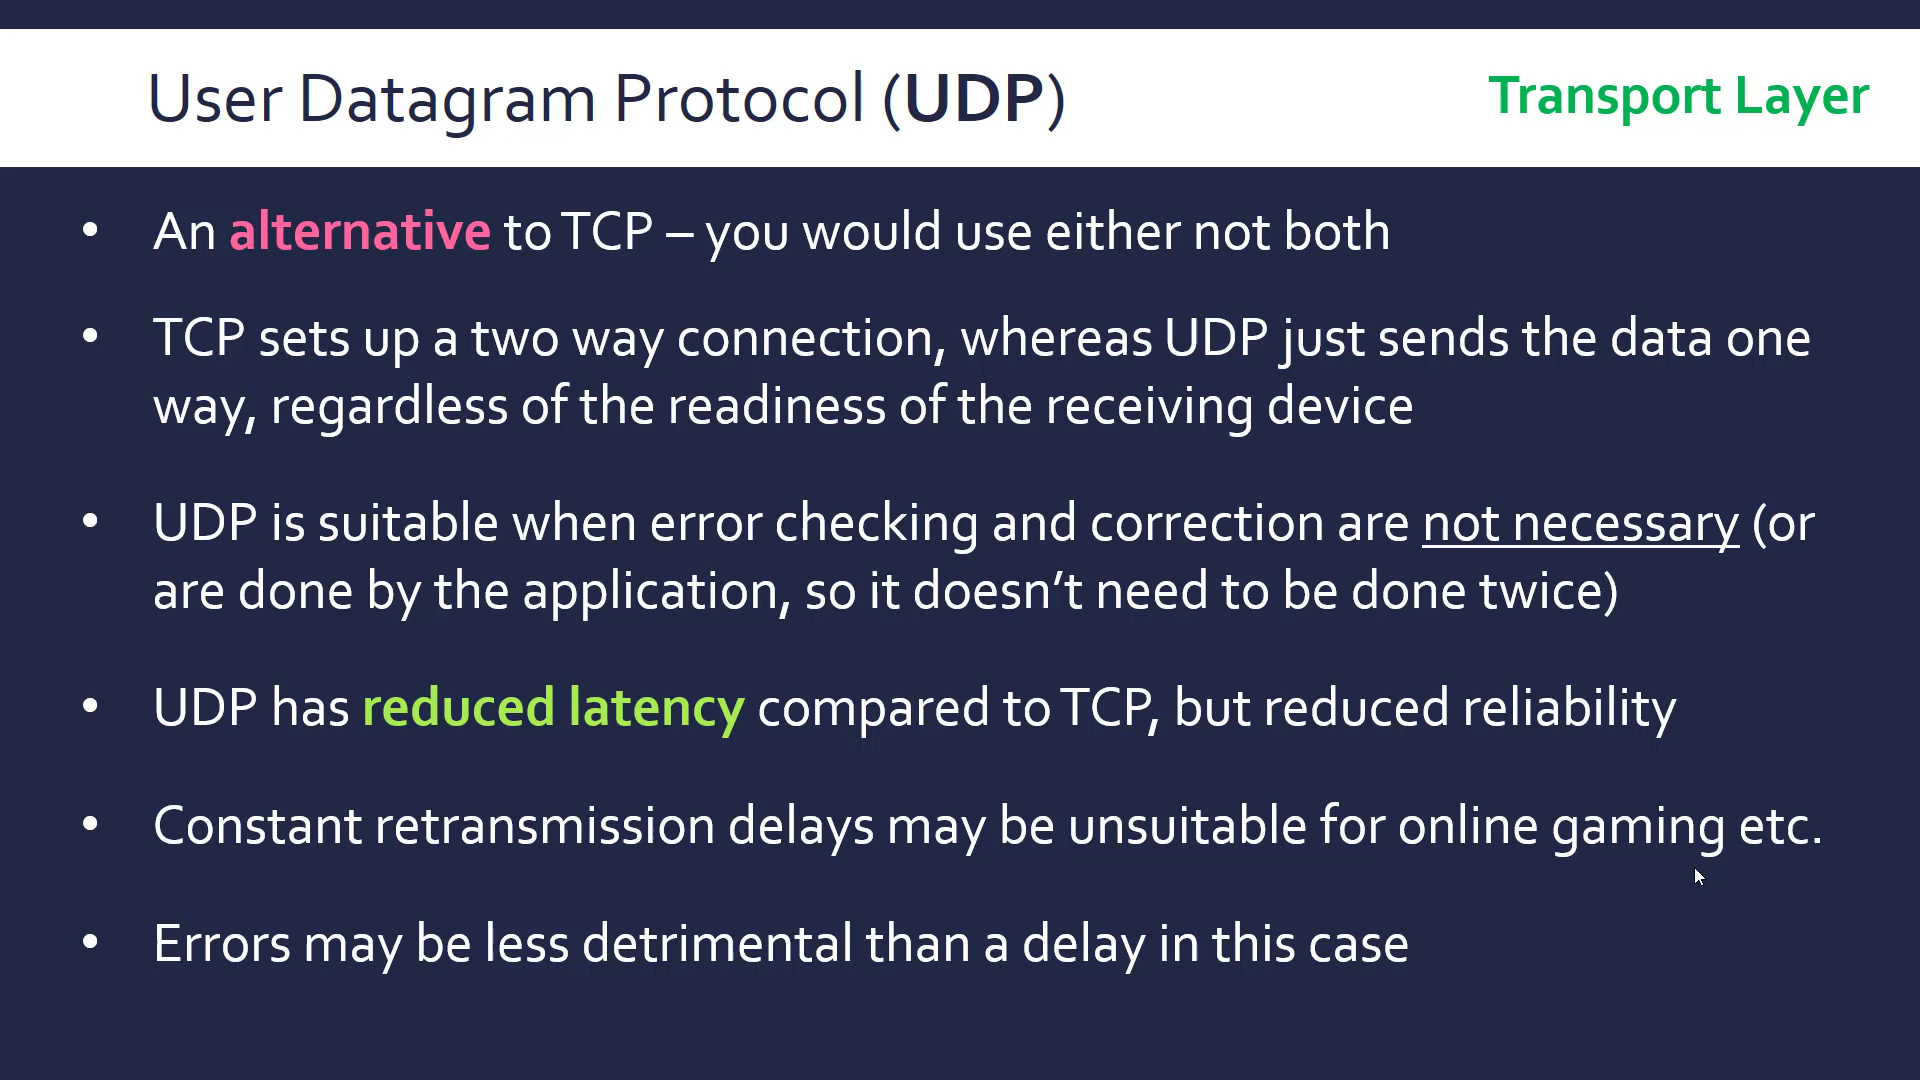 User Datagram Protocol (UDP)
Transport Layer
• An alternative to TCP – you would use either not both
• TCP sets up a two way connection, whereas UDP just sends the data one
way, regardless of the readiness of the receiving device
• UDP is suitable when error checking and correction are not necessary (or
are done by the application, so it doesn’t need to be done twice)
• UDP has reduced latency compared to TCP, but reduced reliability
• Constant retransmission delays may be unsuitable for online gaming etc.
• Errors may be less detrimental than a delay in this case